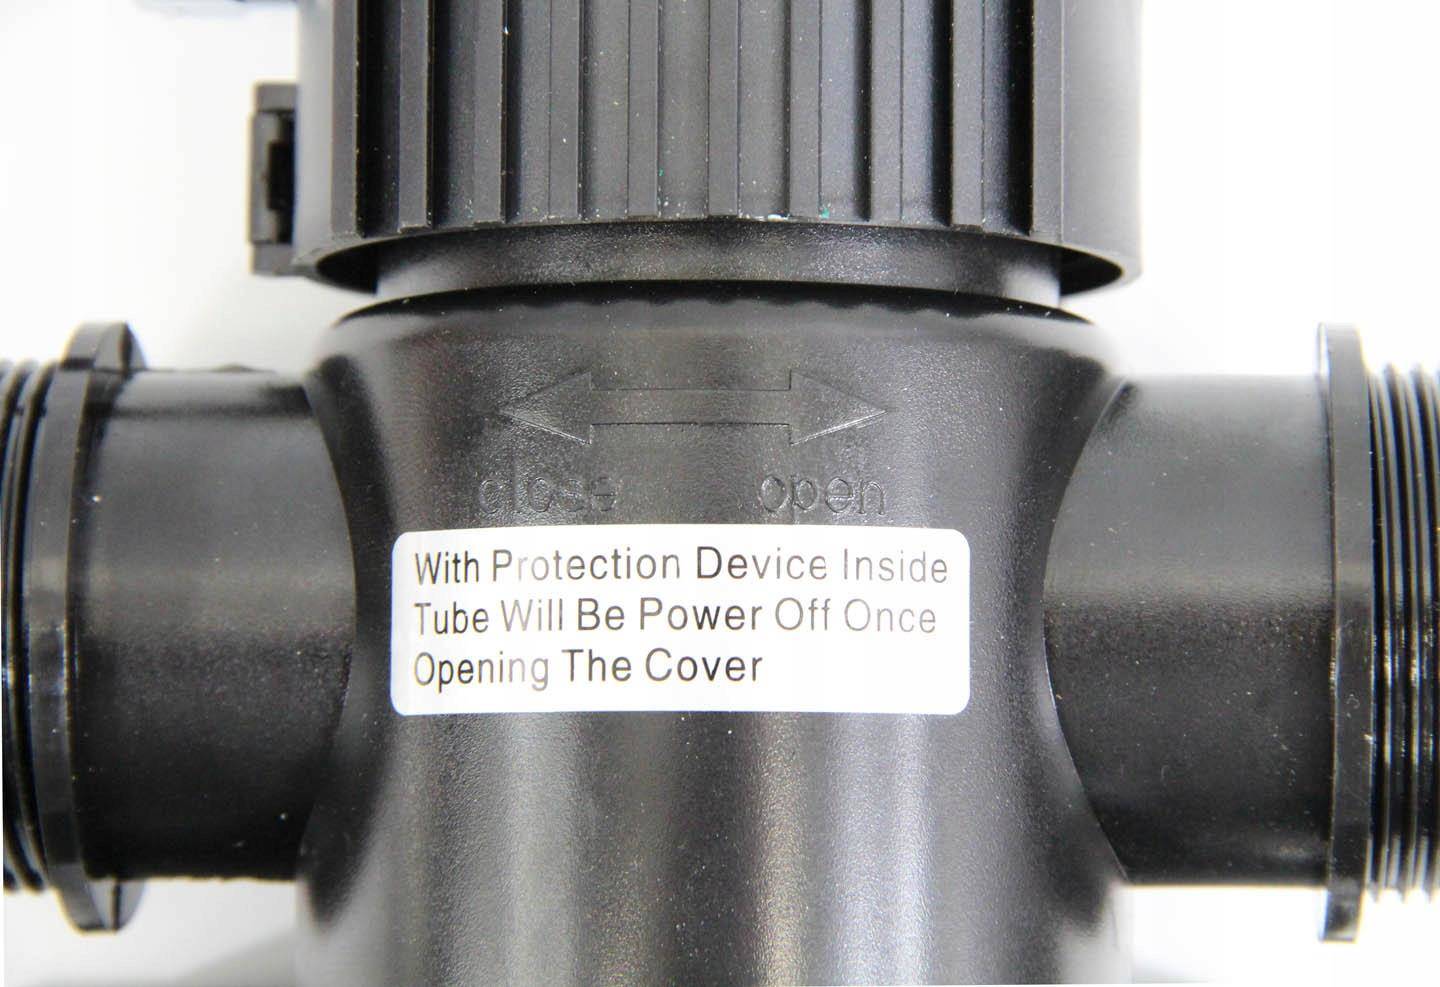 close open
With Protection Device Inside
Tube Will Be Power Off Once
Opening The Cover